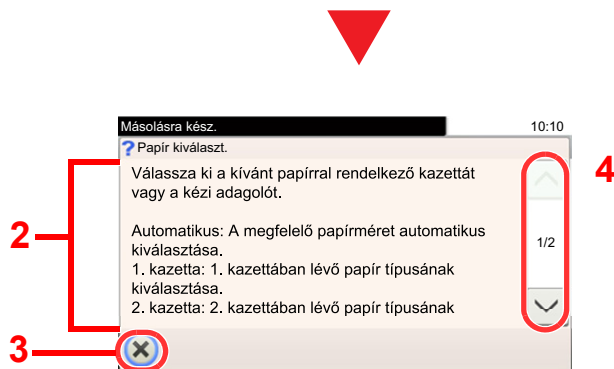 Másolásra kész. 10:10
? Papír kiválaszt.
Válassza ki a kívánt papírral rendelkező kazettát
vagy a kézi adagolót.
Automatikus: A megfelelő papírméret automatikus
kiválasztása.
1. kazetta: 1. kazettában lévő papír típusának
kiválasztása.
2. kazetta: 2. kazettában lévő papír típusának
1/2
2
3
4